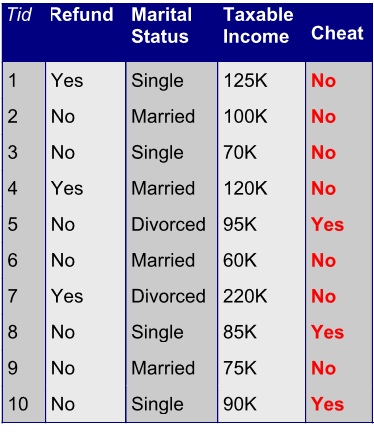 Tid Refund Marital Status Taxable Income Cheat
1 Yes Single 125K No
2 No Married 100K No
3 No Single 70K No
4 Yes Married 120K No
5 No Divorced 95K Yes
6 No Married 60K No
7 Yes Divorced 220K No
8 No Single 85K Yes
9 No Married 75K No
10 No Single 90K Yes